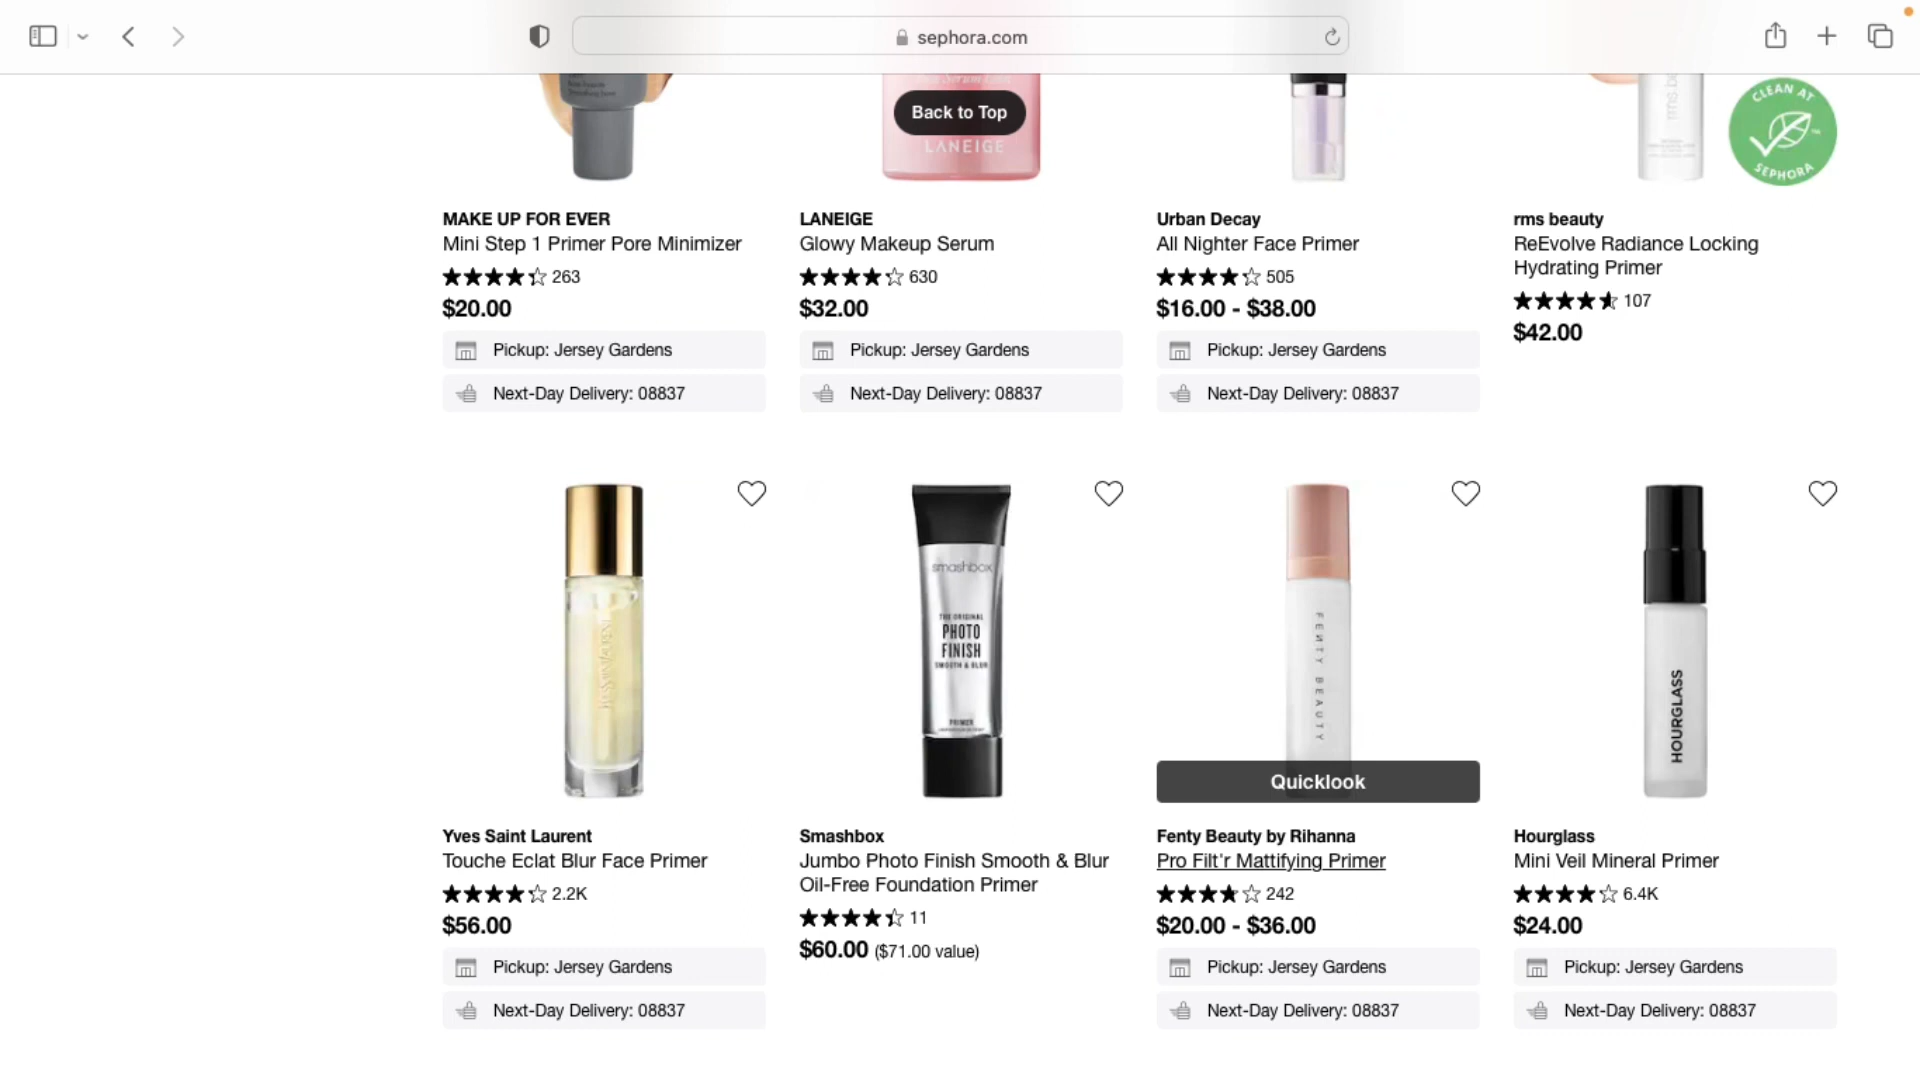 sephora.com
Back to Top
LANEIGE
CLEAN AT
SEPHORA
MAKE UP FOR EVER
Mini Step 1 Primer Pore Minimizer
263
$20.00
Pickup: Jersey Gardens
Next-Day Delivery: 08837
LANEIGE
Glowy Makeup Serum
630
$32.00
Pickup: Jersey Gardens
Next-Day Delivery: 08837
Urban Decay
All Nighter Face Primer
505
$16.00 - $38.00
Pickup: Jersey Gardens
Next-Day Delivery: 08837
rms beauty
ReEvolve Radiance Locking
Hydrating Primer
107
$42.00
smashbox
THE ORIGINAL
PHOTO
FINISH
SMOOTH & BLUR
PRIMER
FENTY BEAUTY
Quicklook
HOURGLASS
Yves Saint Laurent
Touche Eclat Blur Face Primer
2.2K
$56.00
Pickup: Jersey Gardens
Next-Day Delivery: 08837
Smashbox
Jumbo Photo Finish Smooth & Blur
Oil-Free Foundation Primer
11
$60.00 ($71.00 value)
Fenty Beauty by Rihanna
Pro Filt'r Mattifying Primer
242
$20.00 - $36.00
Pickup: Jersey Gardens
Next-Day Delivery: 08837
Hourglass
Mini Veil Mineral Primer
6.4K
$24.00
Pickup: Jersey Gardens
Next-Day Delivery: 08837